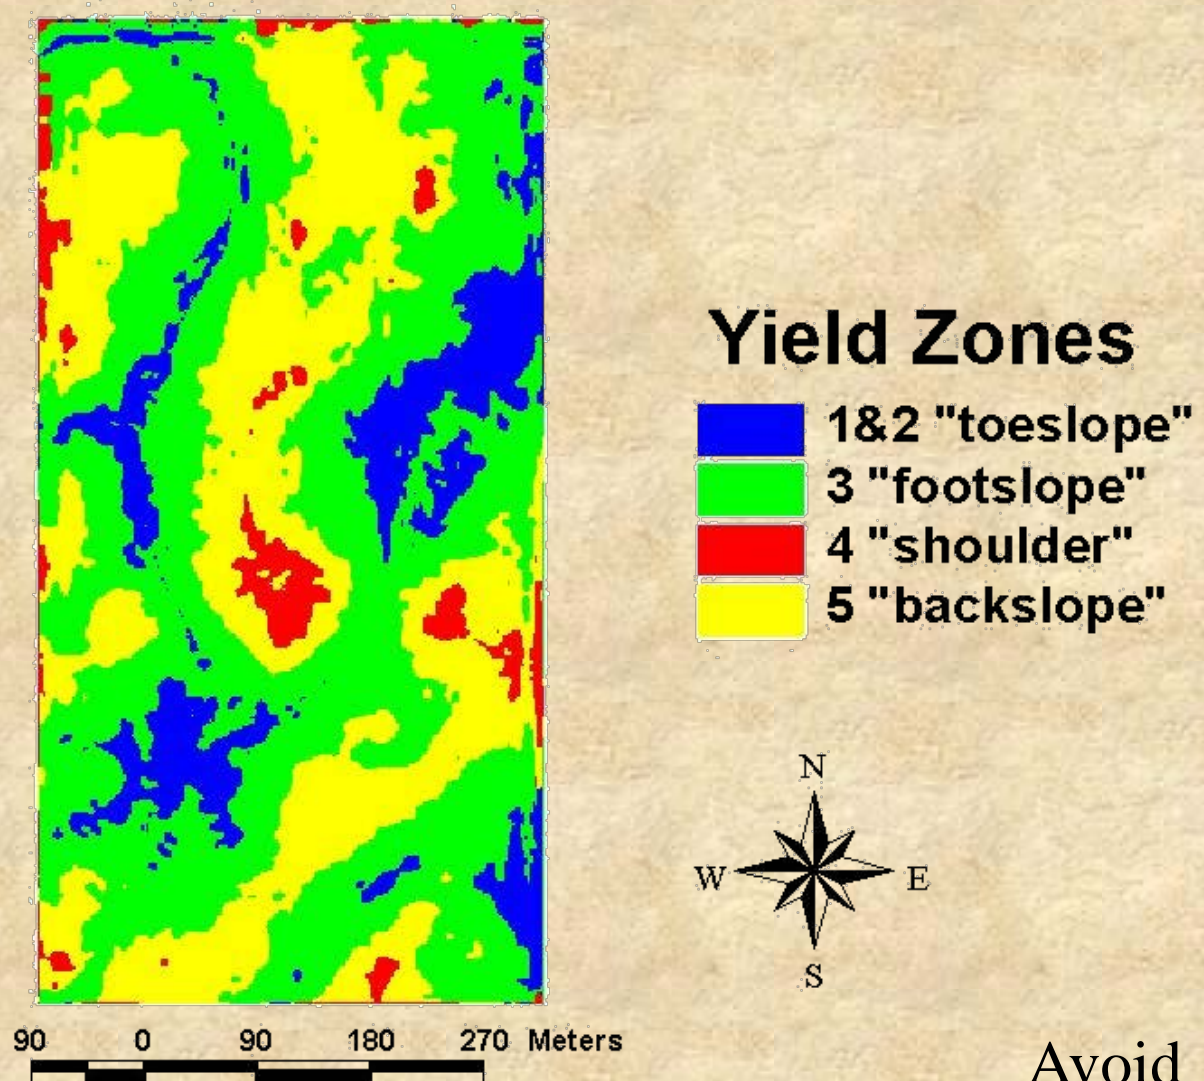 Yield Zones
1&2 "toeslope"
3 "footslope"
4 "shoulder"
5 "backslope"
N
W E
S
90 0 90 180 270 Meters
Avoid